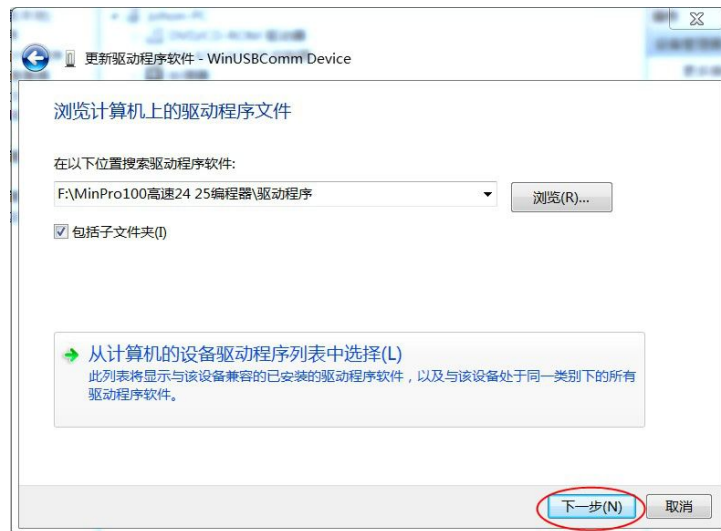 更新驱动程序软件 - WinUSBComm Device
浏览计算机上的驱动程序文件
在以下位置搜索驱动程序软件:
F:\MinPro100高速24 25编程器\驱动程序
浏览(R)...
包括子文件夹(I)
从计算机的设备驱动程序列表中选择(L)
此列表将显示与该设备兼容的已安装的驱动程序软件，以及与该设备处于同一类别下的所有
驱动程序软件。
下一步(N)
取消